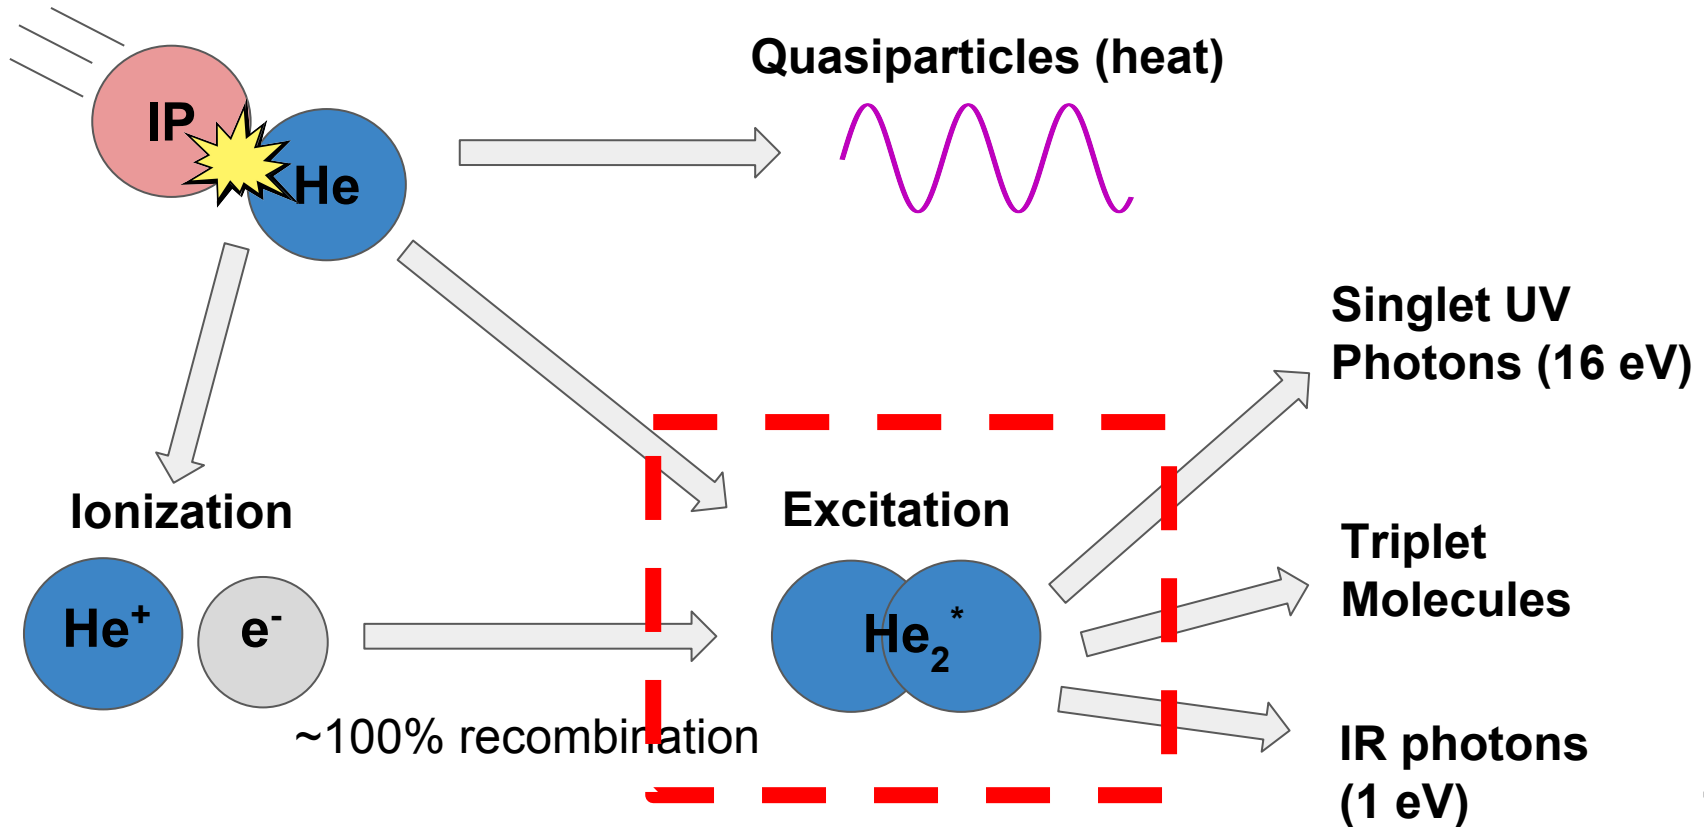 Quasiparticles (heat)
IP
He
Singlet UV
Photons (16 eV)
Ionization
Excitation
Triplet
Molecules
He⁺
e⁻
He₂*
~100% recombination
IR photons
(1 eV)